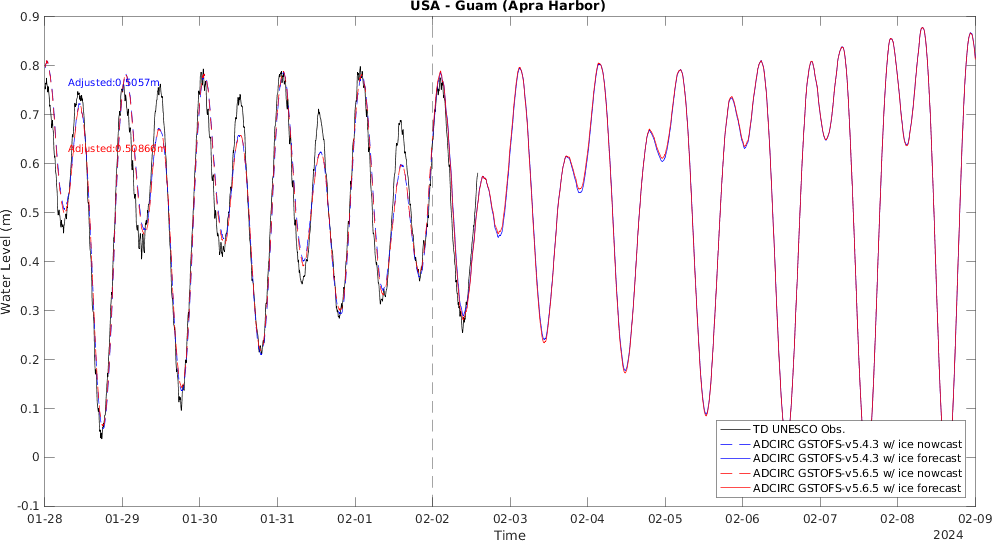 USA - Guam (Apra Harbor)
0.9
0.8
0.7
0.6
0.5
0.4
0.3
0.2
0.1
0
-0.1
Water Level (m)
Adjusted:0.5057m
Adjusted:0.50866m
TD UNESCO Obs.
ADCIRC GSTOFS-v5.4.3 w/ ice nowcast
ADCIRC GSTOFS-v5.4.3 w/ ice forecast
ADCIRC GSTOFS-v5.6.5 w/ ice nowcast
ADCIRC GSTOFS-v5.6.5 w/ ice forecast
01-28 01-29 01-30 01-31 02-01 02-02 02-03 02-04 02-05 02-06 02-07 02-08 02-09
Time
2024